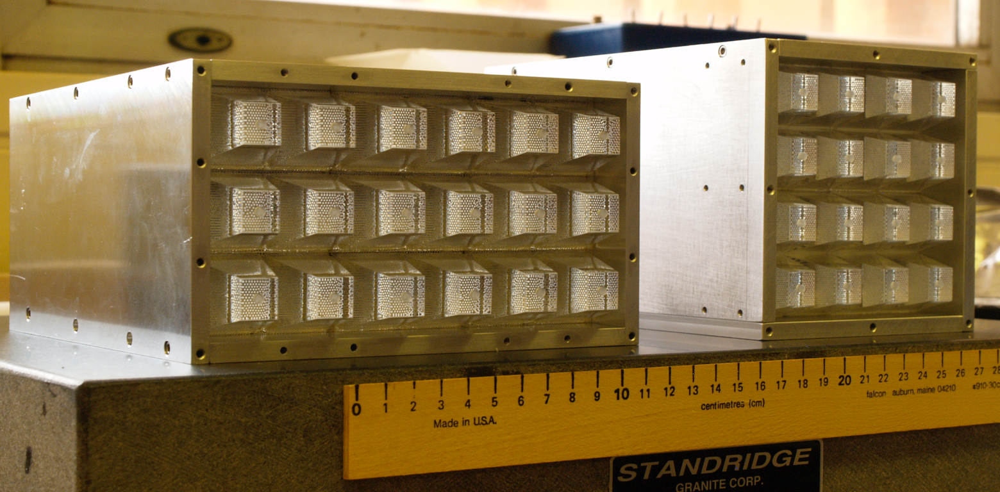 0 1 2 3 4 5 6 7 8 9 10 11 12 13 14 15 16 17 18 19 20 21 22 23 24 25 26 27 28
Made in U.S.A.
centimetres (cm)
falcon auburn, maine 04210
STANDRIDGE
GRANITE CORP.